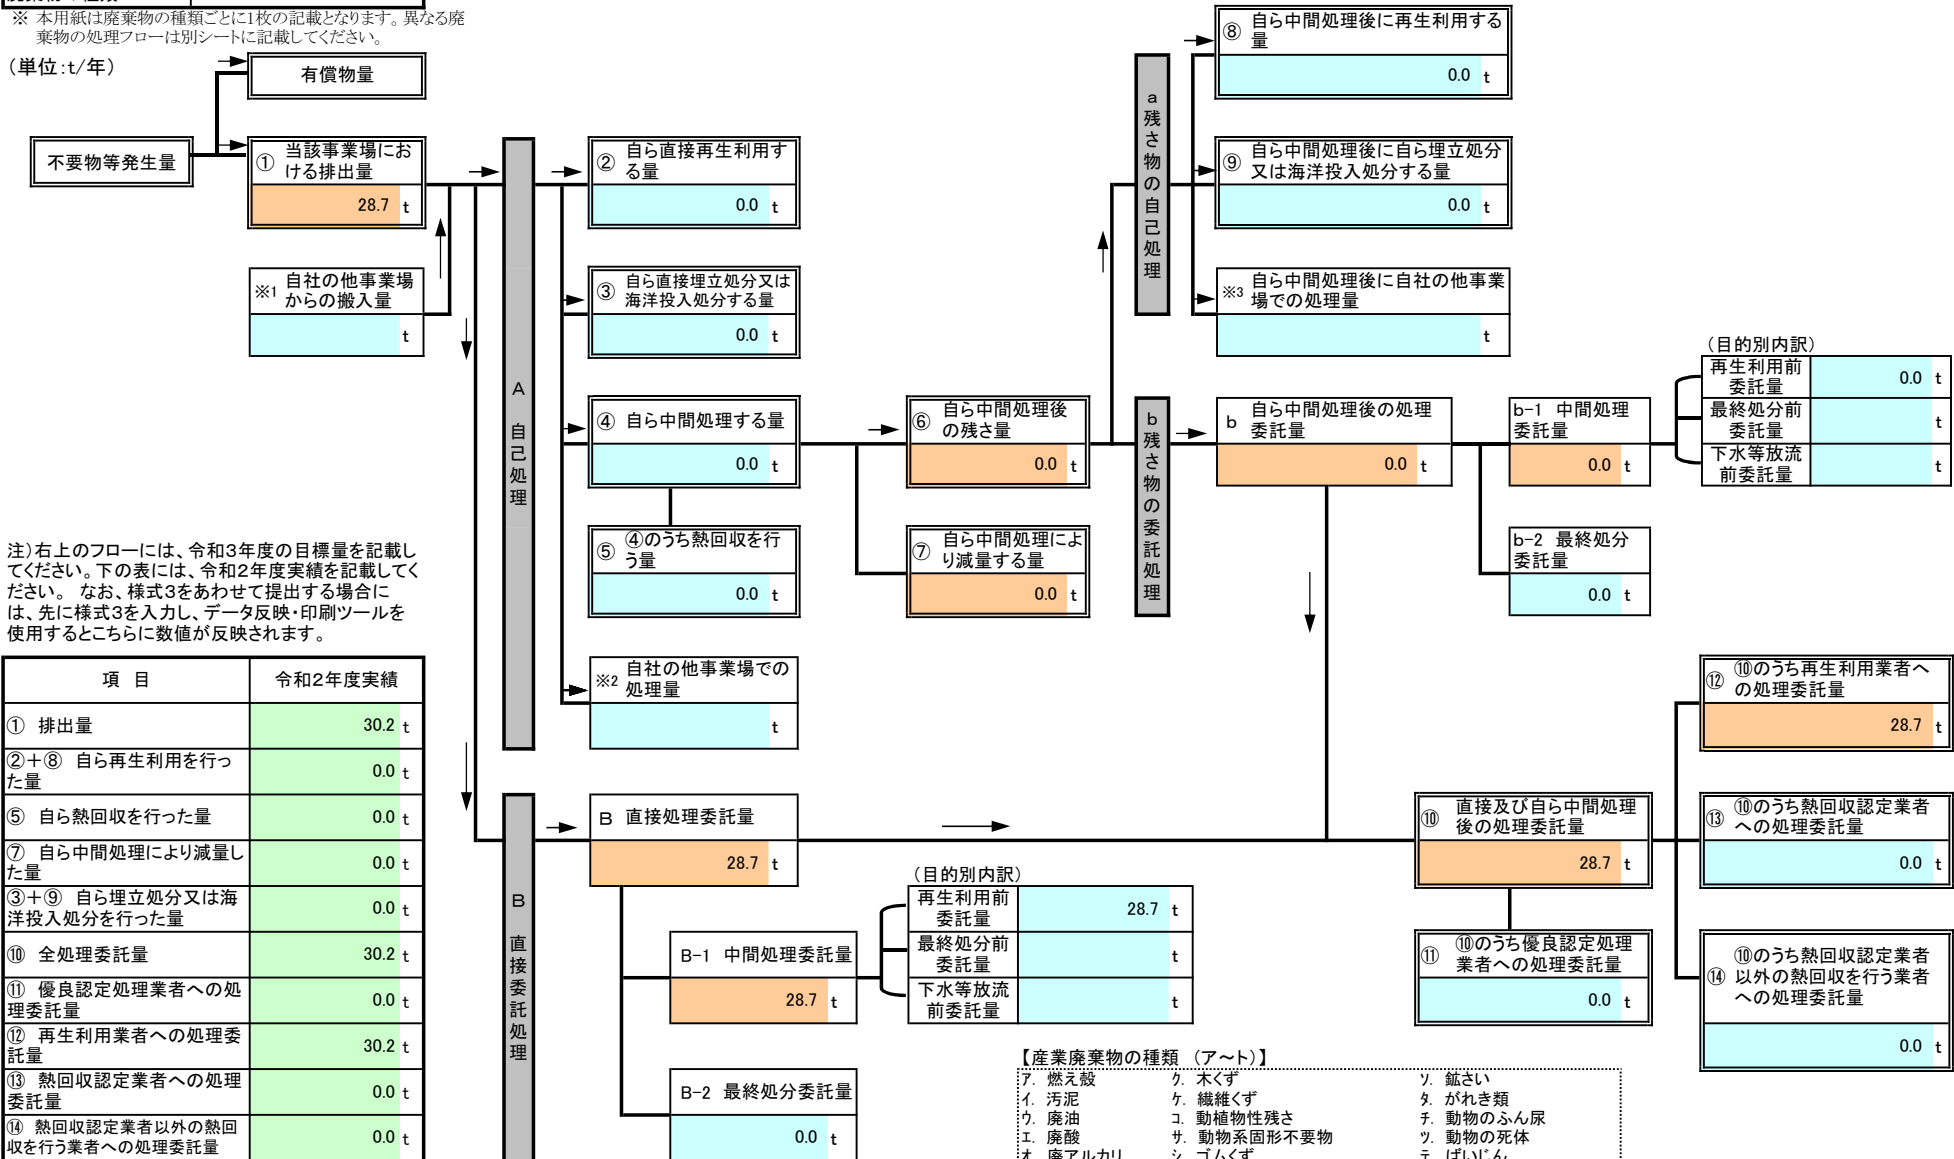 ※ 本用紙は廃棄物の種類ごとに1枚の記載となります。異なる廃
棄物の処理フローは別シートに記載してください。
(単位:t/年)
有償物量
不要物等発生量
① 当該事業場にお
ける排出量
28.7 t
※1 自社の他事業場
からの搬入量
t
A 自己処理
② 自ら直接再生利用す
る量
0.0 t
③ 自ら直接埋立処分又は
海洋投入処分する量
0.0 t
④ 自ら中間処理する量
0.0 t
⑤ ④のうち熱回収を行
う量
0.0 t
※2 自社の他事業場での
処理量
t
⑥ 自ら中間処理後
の残さ量
0.0 t
⑦ 自ら中間処理によ
り減量する量
0.0 t
a 残さ物の自己処理
⑧ 自ら中間処理後に再生利用する
量
0.0 t
⑨ 自ら中間処理後に自ら埋立処分
又は海洋投入処分する量
0.0 t
※3 自ら中間処理後に自社の他事業
場での処理量
t
b 残さ物の委託処理
b 自ら中間処理後の処理
委託量
0.0 t
b-1 中間処理
委託量
0.0 t
b-2 最終処分
委託量
0.0 t
(目的別内訳)
再生利用前
委託量
0.0 t
最終処分前
委託量
t
下水等放流
前委託量
t
注)右上のフローには、令和3年度の目標量を記載し
てください。下の表には、令和2年度実績を記載してく
ださい。 なお、様式3をあわせて提出する場合に
は、先に様式3を入力し、データ反映・印刷ツールを
使用するとこちらに数値が反映されます。
項 目 令和2年度実績
① 排出量 30.2 t
②+⑧ 自ら再生利用を行っ
た量
0.0 t
⑤ 自ら熱回収を行った量 0.0 t
⑦ 自ら中間処理により減量し
た量
0.0 t
③+⑨ 自ら埋立処分又は海
洋投入処分を行った量
0.0 t
⑩ 全処理委託量 30.2 t
⑪ 優良認定処理業者への処
理委託量
0.0 t
⑫ 再生利用業者への処理委
託量
30.2 t
⑬ 熱回収認定業者への処理
委託量
0.0 t
⑭ 熱回収認定業者以外の熱回
収を行う業者への処理委託量
0.0 t
B 直接委託処理
B 直接処理委託量
28.7 t
B-1 中間処理委託量
28.7 t
B-2 最終処分委託量
0.0 t
(目的別内訳)
再生利用前
委託量
28.7 t
最終処分前
委託量
t
下水等放流
前委託量
t
⑩ 直接及び自ら中間処理
後の処理委託量
28.7 t
⑪ ⑩のうち優良認定処理
業者への処理委託量
0.0 t
⑫ ⑩のうち再生利用業者へ
の処理委託量
28.7 t
⑬ ⑩のうち熱回収認定業者
への処理委託量
0.0 t
⑭ ⑩のうち熱回収認定業者
以外の熱回収を行う業者
への処理委託量
0.0 t
【産業廃棄物の種類 (ア~ト)】
ア. 燃え殻 ク. 木くず ソ. 鉱さい
イ. 汚泥 ケ. 繊維くず タ. がれき類
ウ. 廃油 コ. 動植物性残さ チ. 動物のふん尿
エ. 廃酸 サ. 動物系固形不要物 ツ. 動物の死体
オ. 廃アルカリ シ. ゴムくず テ. ばいじん